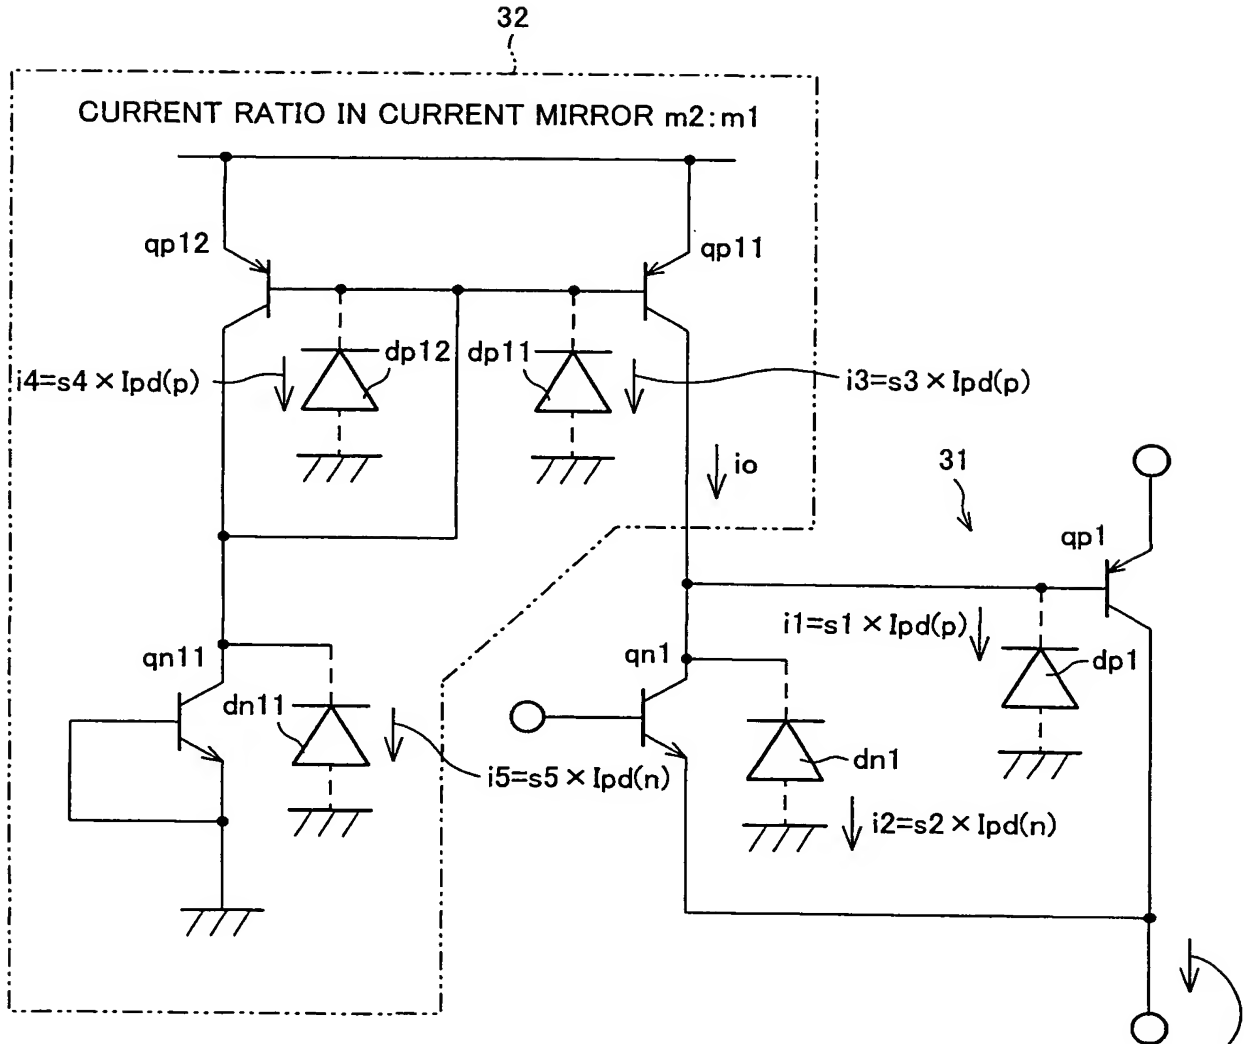 32
CURRENT RATIO IN CURRENT MIRROR m2:m1
qp12
qp11
dp12
dp11
i4=s4×Ipd(p)
i3=s3×Ipd(p)
io
31
qp1
i1=s1×Ipd(p)
qn11
qn1
dp1
dn11
dn1
i5=s5×Ipd(n)
i2=s2×Ipd(n)